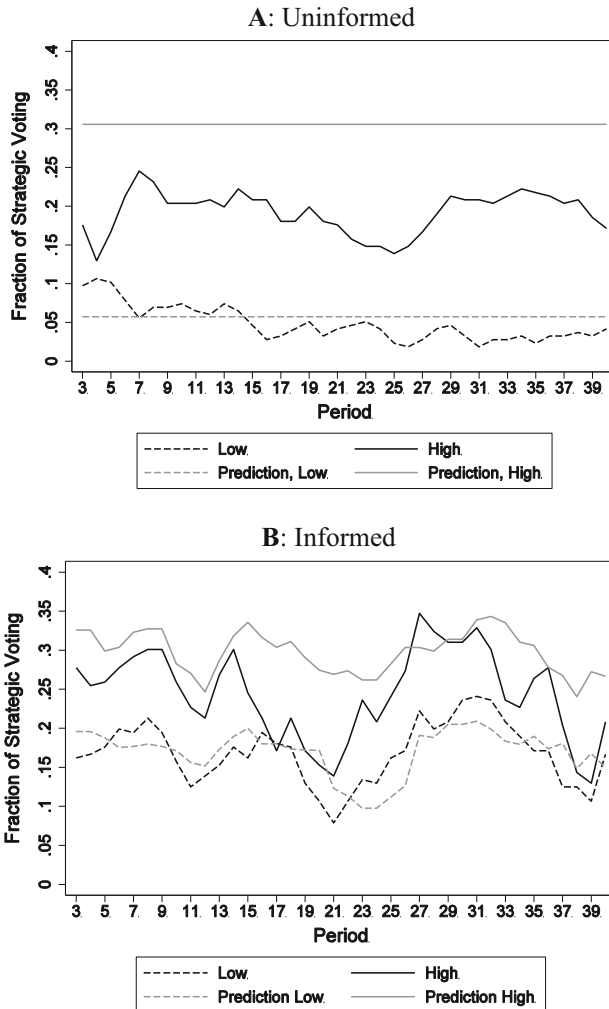 A: Uninformed
Fraction of Strategic Voting
.4
.35
.3
.25
.2
.15
.1
.05
0
3. 5. 7. 9. 11. 13. 15. 17. 19. 21. 23. 25. 27. 29. 31. 33. 35. 37. 39.
Period.
Low. High.
Prediction, Low. Prediction, High.
B: Informed
Fraction of Strategic Voting
.4
.35
.3
.25
.2
.15
.1
.05
0
3. 5. 7. 9. 11. 13. 15. 17. 19. 21. 23. 25. 27. 29. 31. 33. 35. 37. 39.
Period.
Low. High.
Prediction Low. Prediction High.